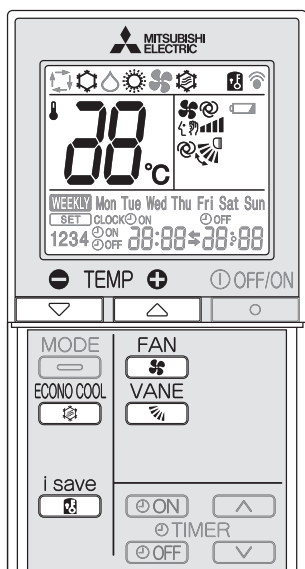 MITSUBISHI
ELECTRIC
88°C
WEEKLY Mon Tue Wed Thu Fri Sat Sun
SET CLOCK ON OFF
1234 ON OFF 88:88 88:88
TEMP OFF/ON
MODE FAN
ECONO COOL VANE
i save
ON
TIMER
OFF